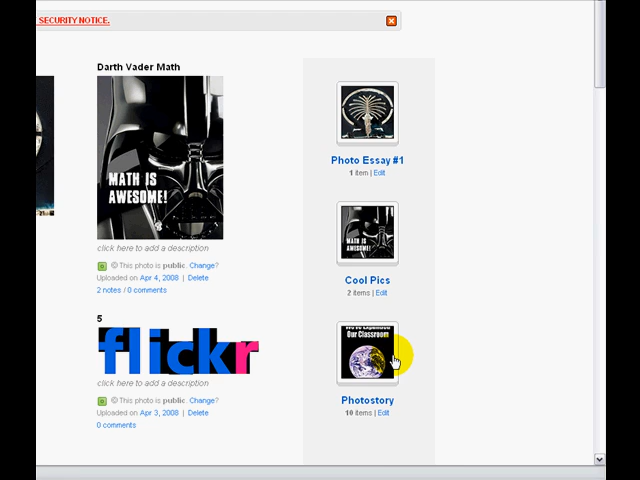 SECURITY NOTICE.
Darth Vader Math
MATH IS
AWESOME!
click here to add a description
This photo is public. Change?
Uploaded on Apr 4, 2008 | Delete
2 notes / 0 comments
5
flickr
click here to add a description
This photo is public. Change?
Uploaded on Apr 3, 2008 | Delete
0 comments
Photo Essay #1
1 item | Edit
MATH IS
AWESOME!
Cool Pics
2 items | Edit
We've Expanded
Our Classroom
Photostory
10 items | Edit